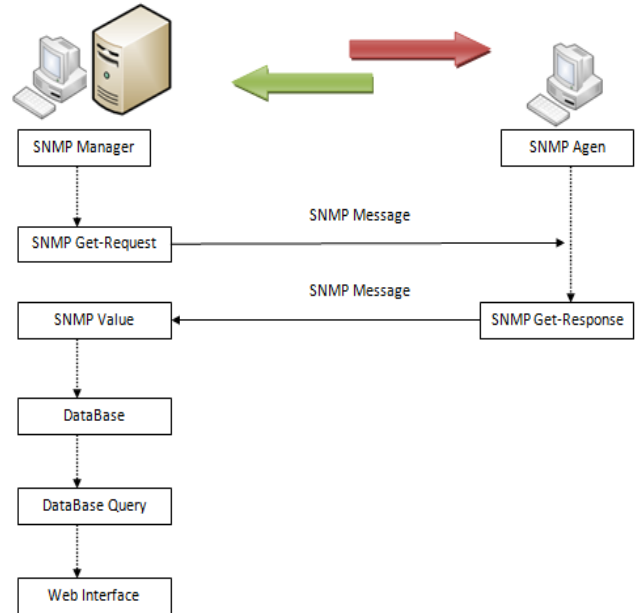 SNMP Manager
SNMP Agen
SNMP Message
SNMP Get-Request
SNMP Message
SNMP Value
SNMP Get-Response
DataBase
DataBase Query
Web Interface